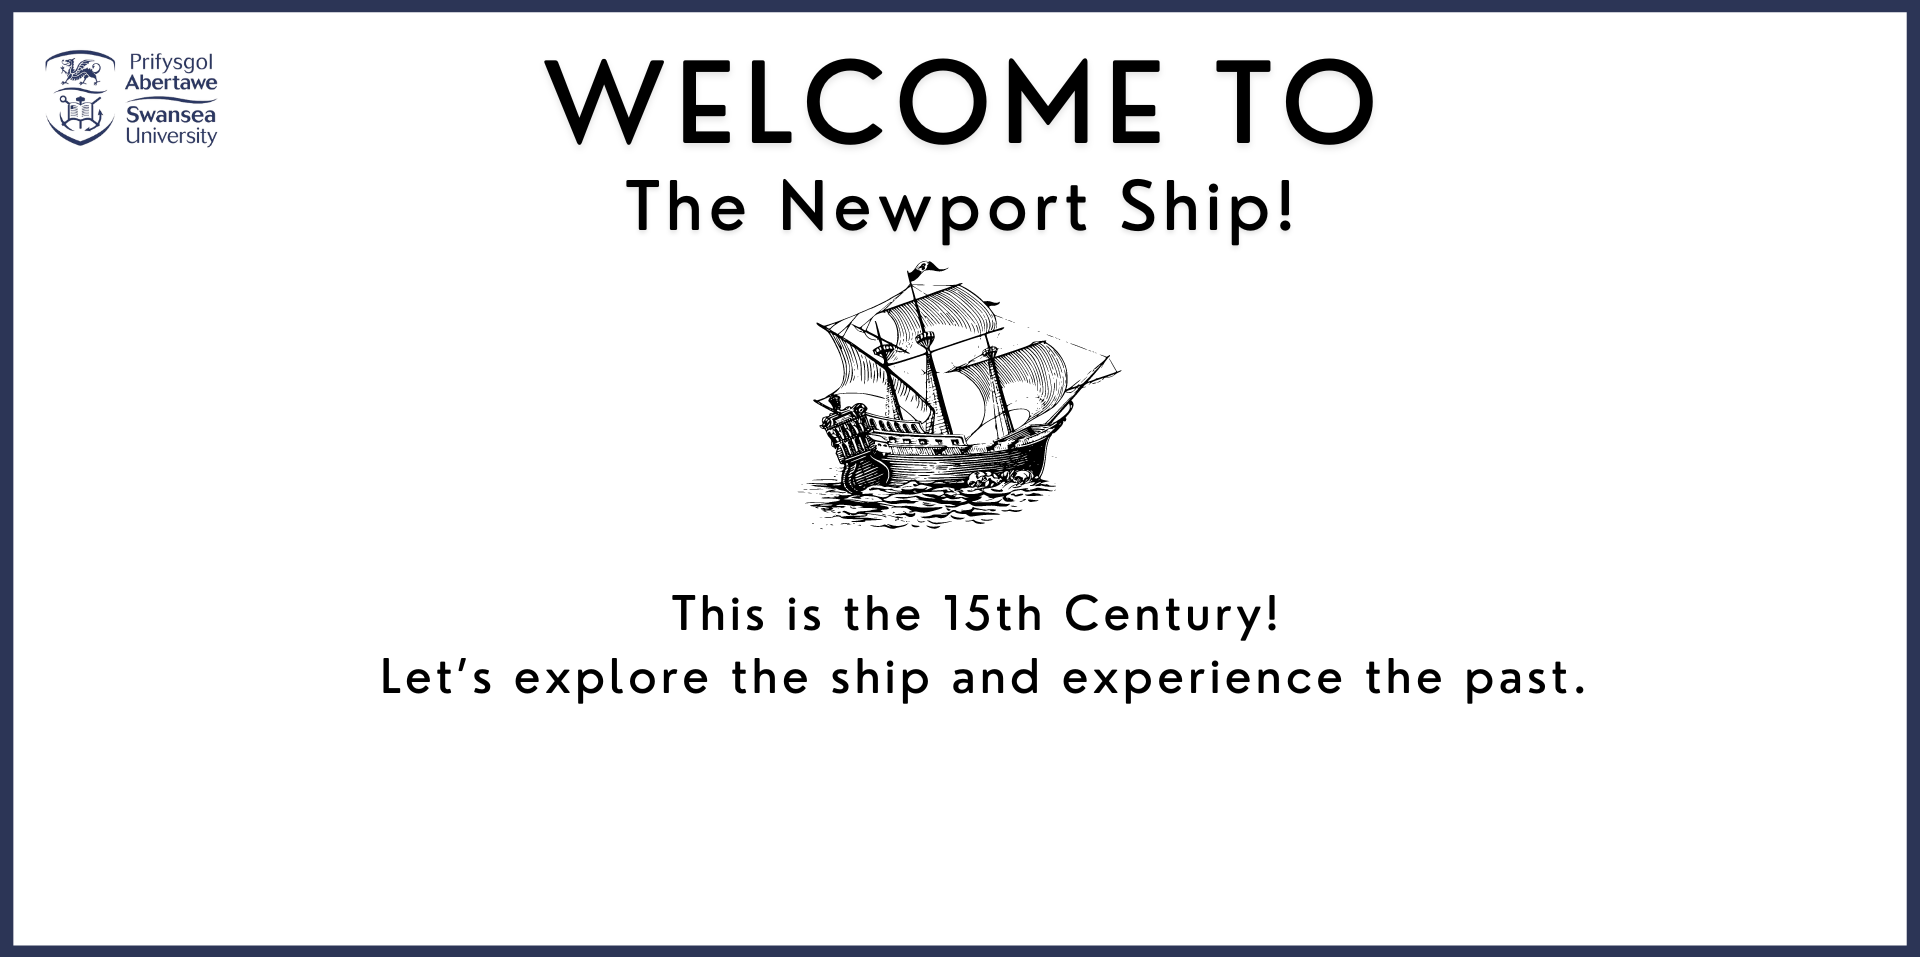 Prifysgol
Abertawe
Swansea
University
WELCOME TO
The Newport Ship!
This is the 15th Century!
Let's explore the ship and experience the past.